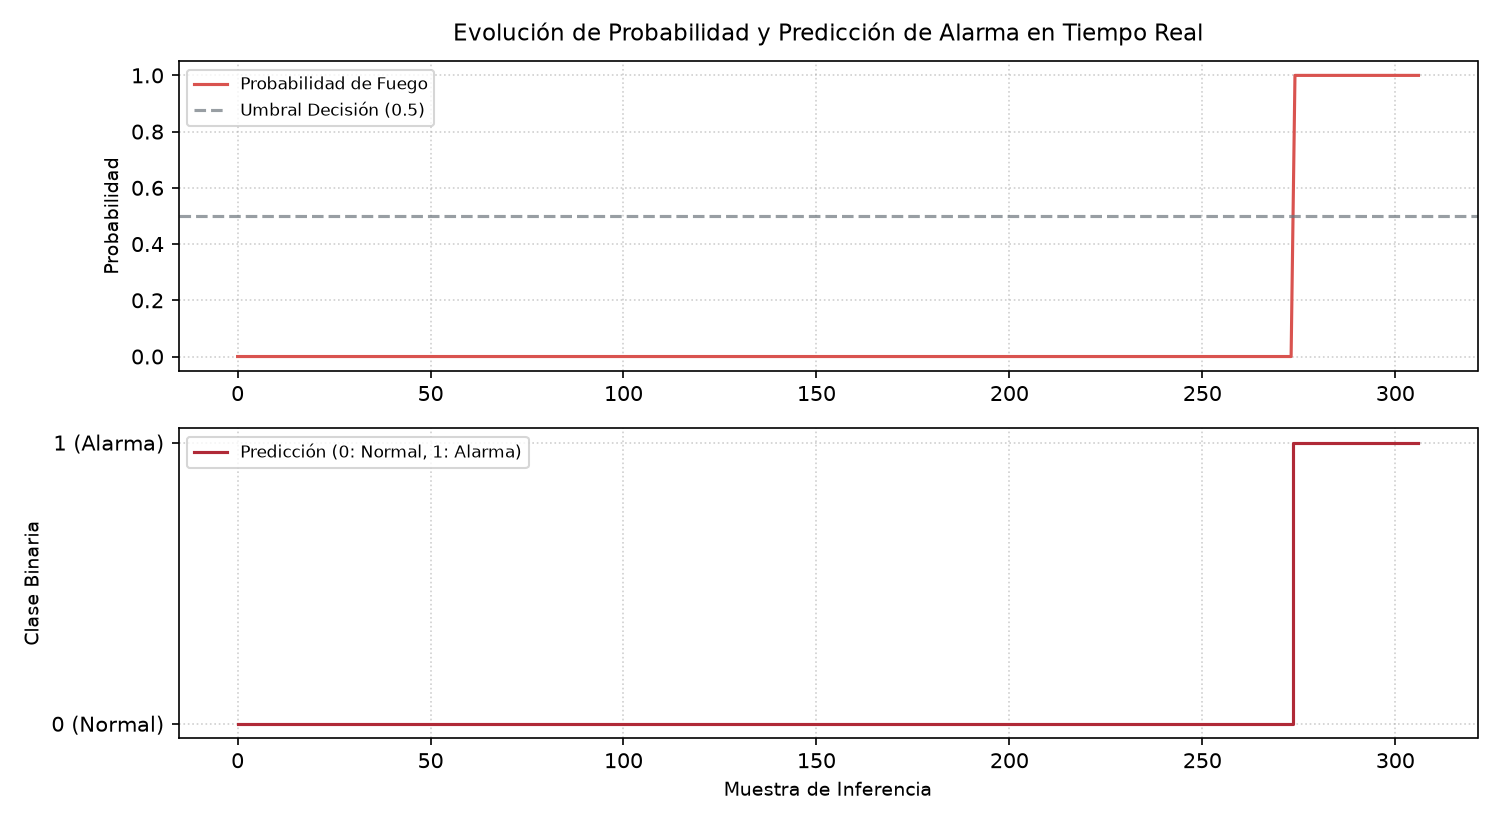 Evolución de Probabilidad y Predicción de Alarma en Tiempo Real
Probabilidad de Fuego
Umbral Decisión (0.5)
Probabilidad
1.0
0.8
0.6
0.4
0.2
0.0
0 50 100 150 200 250 300
Predicción (0: Normal, 1: Alarma)
Clase Binaria
1 (Alarma)
0 (Normal)
0 50 100 150 200 250 300
Muestra de Inferencia